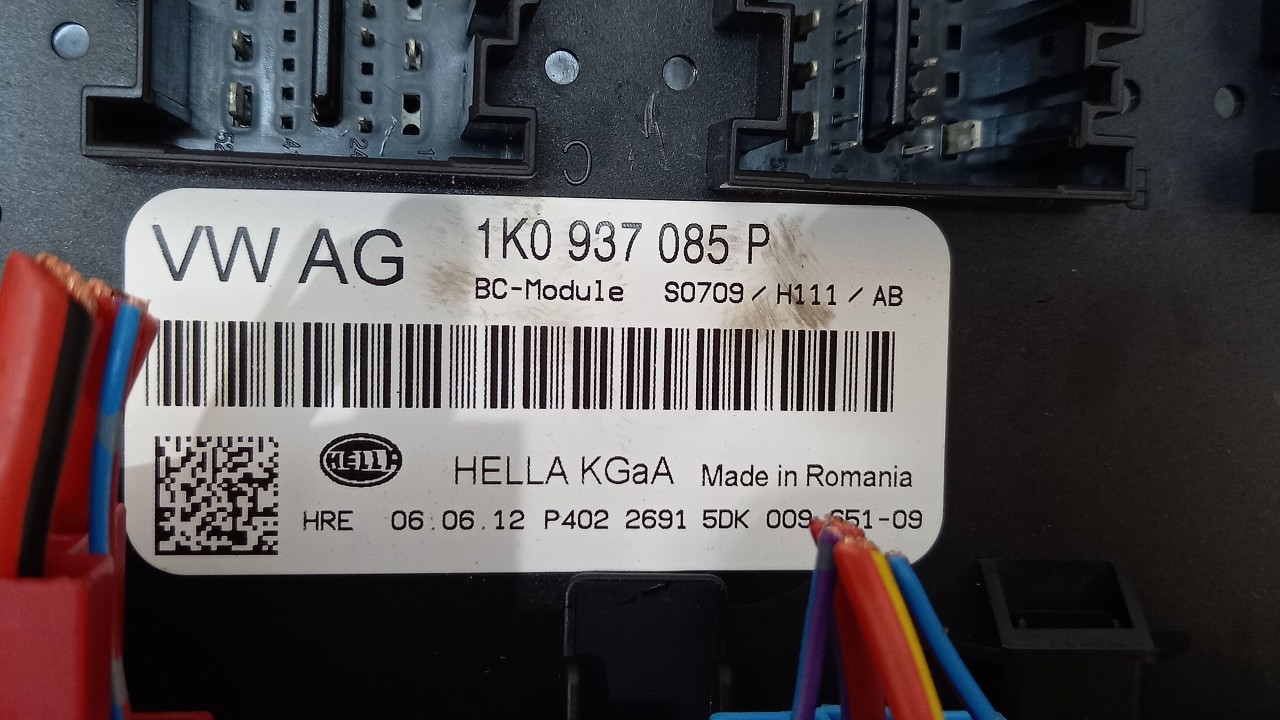 C
VW AG 1K0 937 085 P
BC-Module S0709 / H111 / AB
HELLA HELLA KGaA Made in Romania
HRE 06.06.12 P402 2691 5DK 009